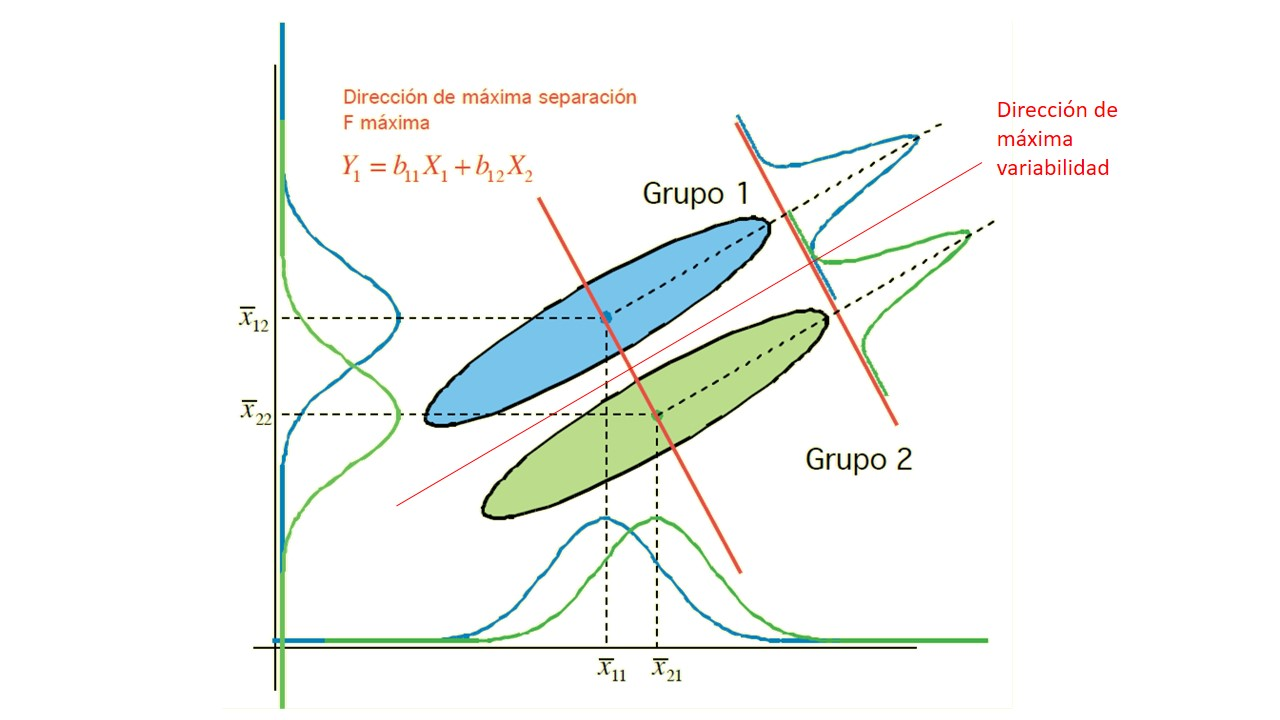 Dirección de máxima separación
F máxima
Y₁ = b₁₁X₁ + b₁₂X₂
Dirección de
máxima
variabilidad
Grupo 1
x̅₁₂
x̅₂₂
Grupo 2
x̅₁₁ x̅₂₁